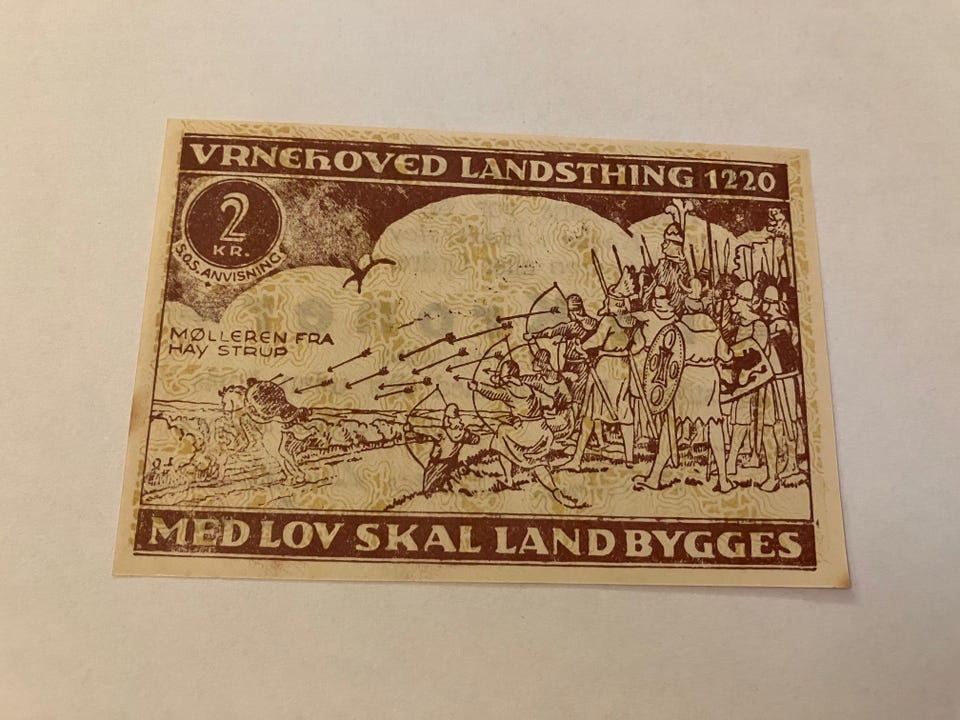 VRNEHOVED LANDSTHING 1220
2
KR.
S.O.S. ANVISNING
MØLLEREN FRA
HAY STRUP
MED LOV SKAL LAND BYGGES